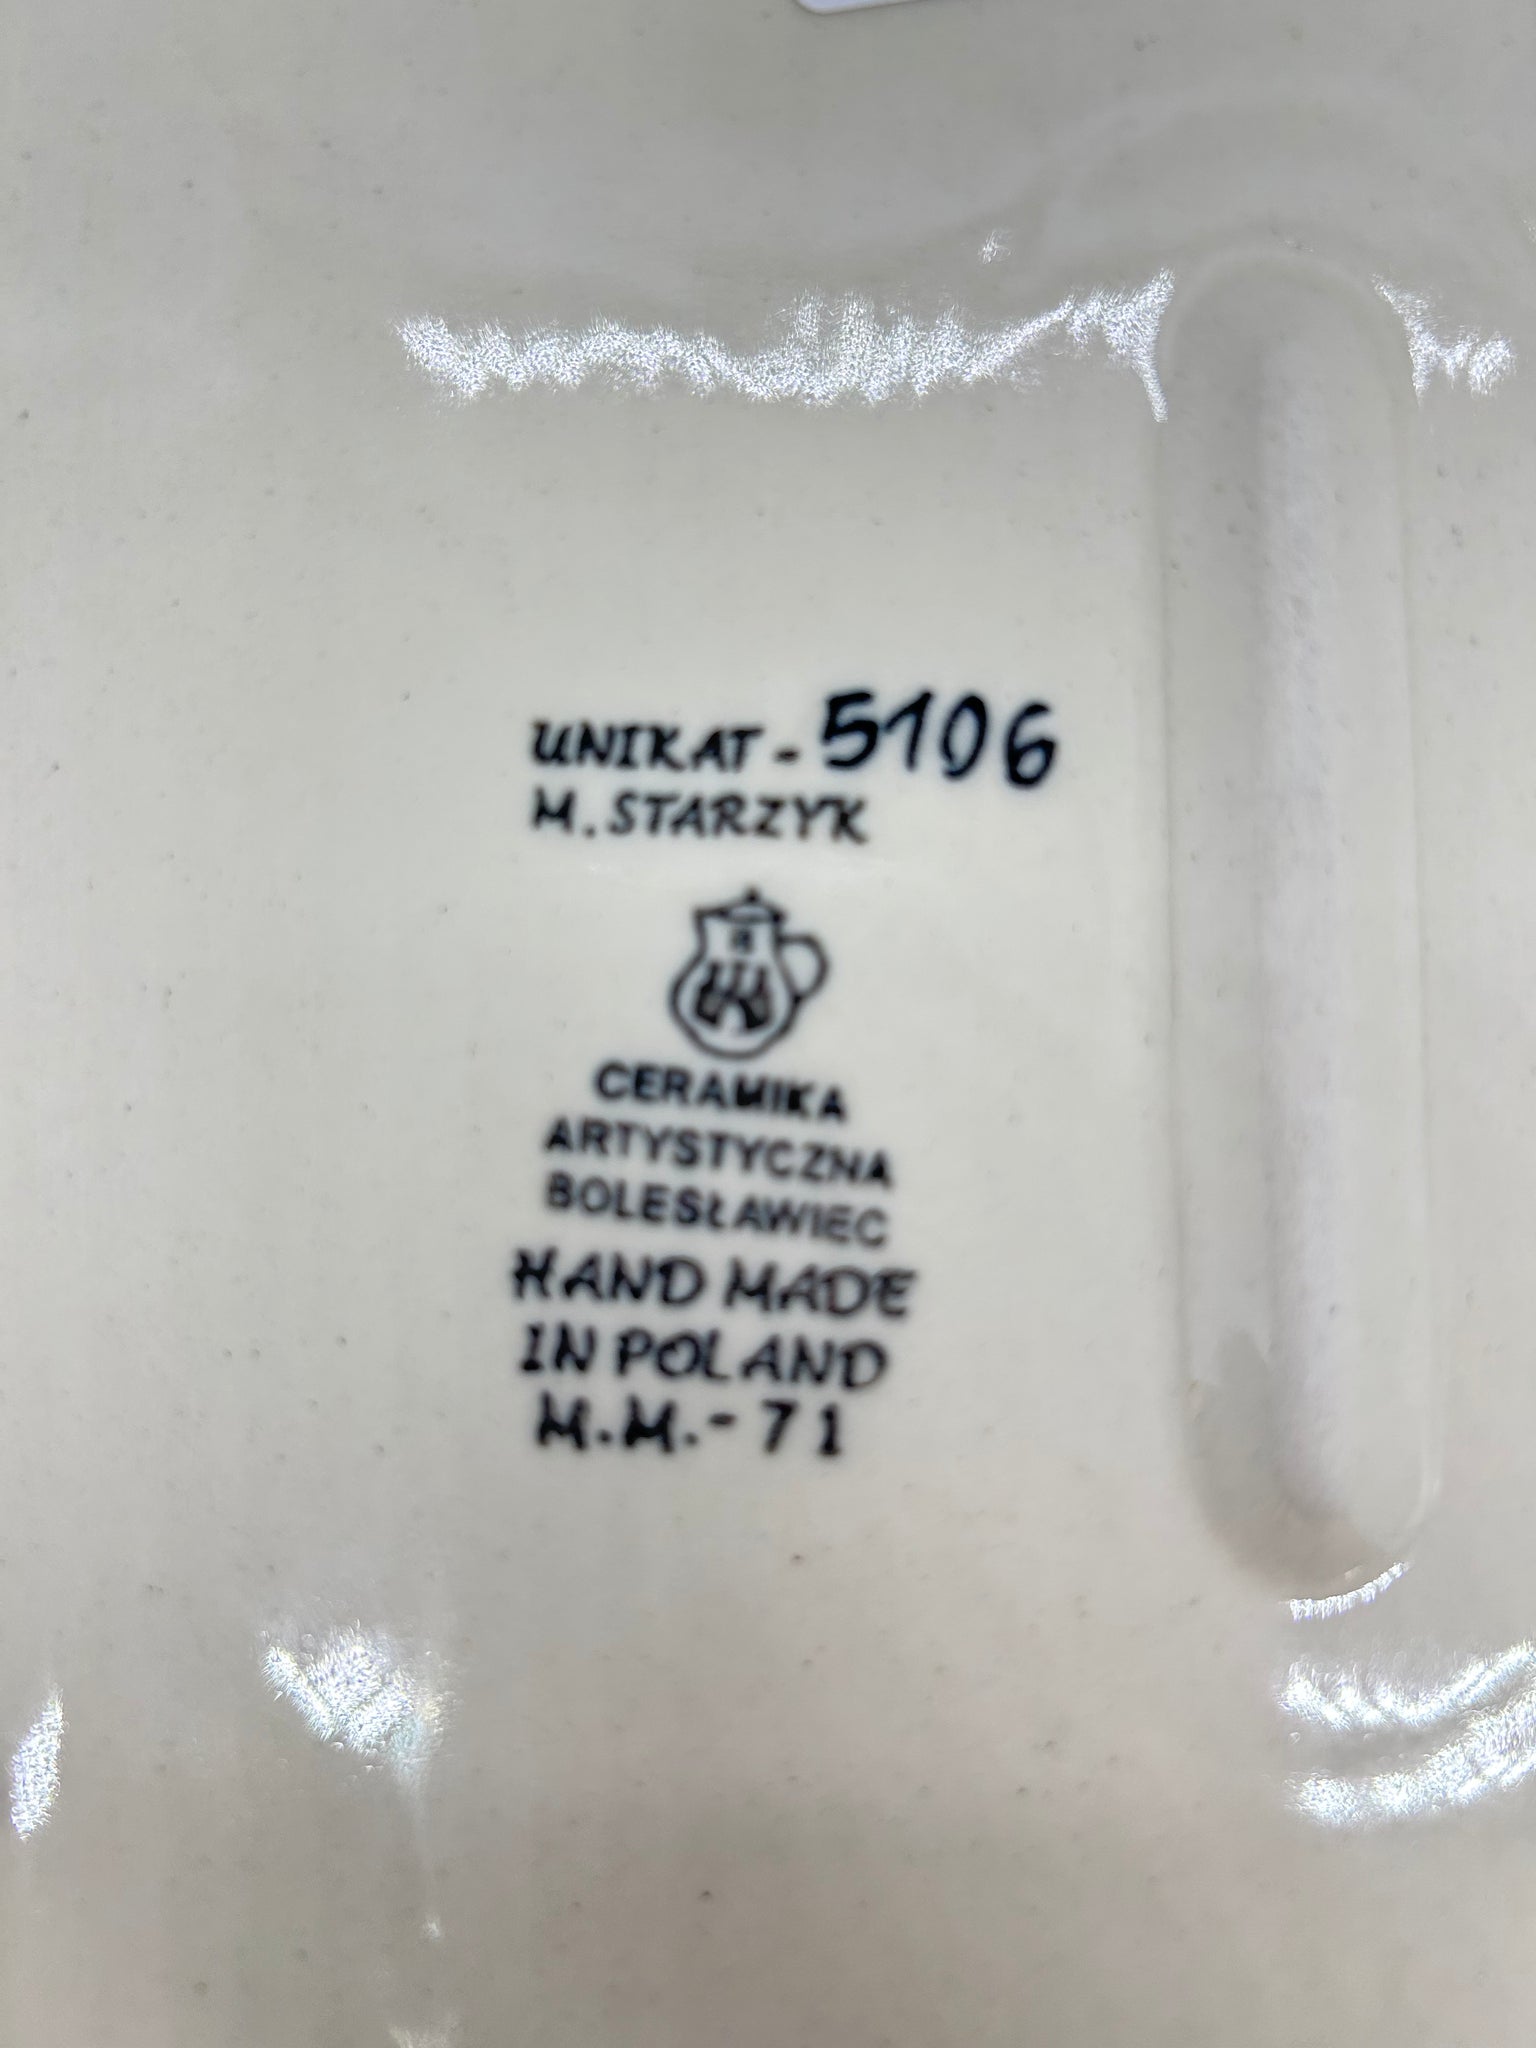 UNIKAT - 5106
M. STARZYK
CERAMIKA
ARTYSTYCZNA
BOLESŁAWIEC
HAND MADE
IN POLAND
M.M.-71